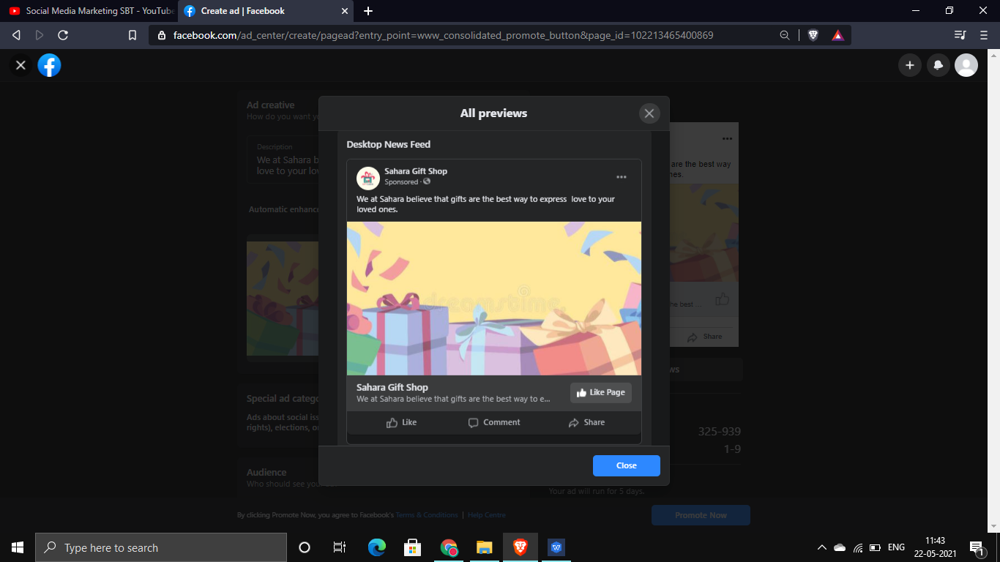 Social Media Marketing SBT - YouTube
Create ad | Facebook
facebook.com/ad_center/create/pagead?entry_point=www_consolidated_promote_button&page_id=102213465400869
Ad creative
How do you want
Description
We at Sahara b
love to your lov
Automatic enhanc
Special ad catego
Ads about social iss
rights), elections, o
Audience
Who should see your
All previews
Desktop News Feed
Sahara Gift Shop
Sponsored ·
We at Sahara believe that gifts are the best way to express love to your
loved ones.
dreamstime.
Sahara Gift Shop
We at Sahara believe that gifts are the best way to e...
Like Page
Like
Comment
Share
Close
are the best way
nes.
he best ...
Share
ws
325-939
1-9
Your ad will run for 5 days.
By clicking Promote Now, you agree to Facebook's Terms & Conditions | Help Centre
Promote Now
Type here to search
ENG
11:43
22-05-2021
1